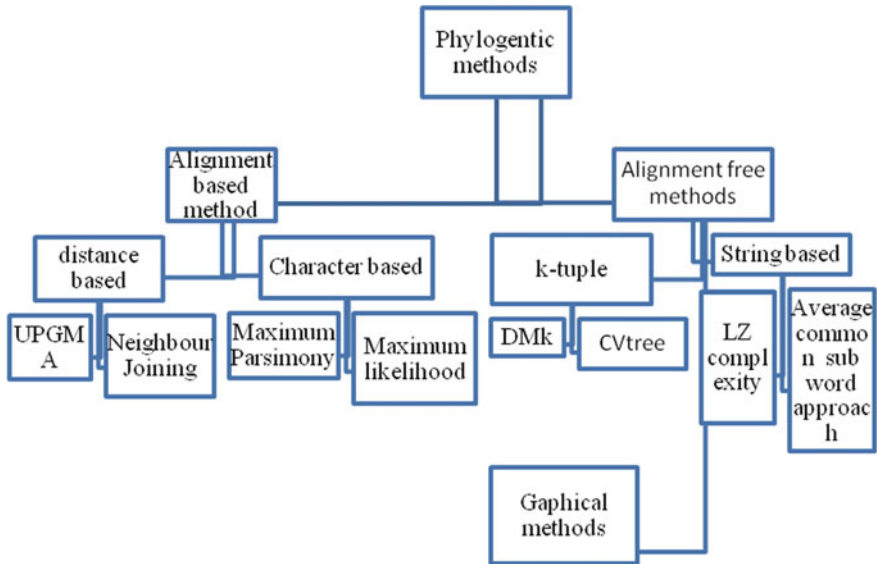 Phylogentic
methods
Alignment
based
method
Alignment free
methods
distance
based
Character based
k-tuple
String based
UPGM
A
Neighbour
Joining
Maximum
Parsimony
Maximum
likelihood
DMk
CVtree
LZ
compl
exity
Average
commo
n sub
word
approac
h
Gaphical
methods